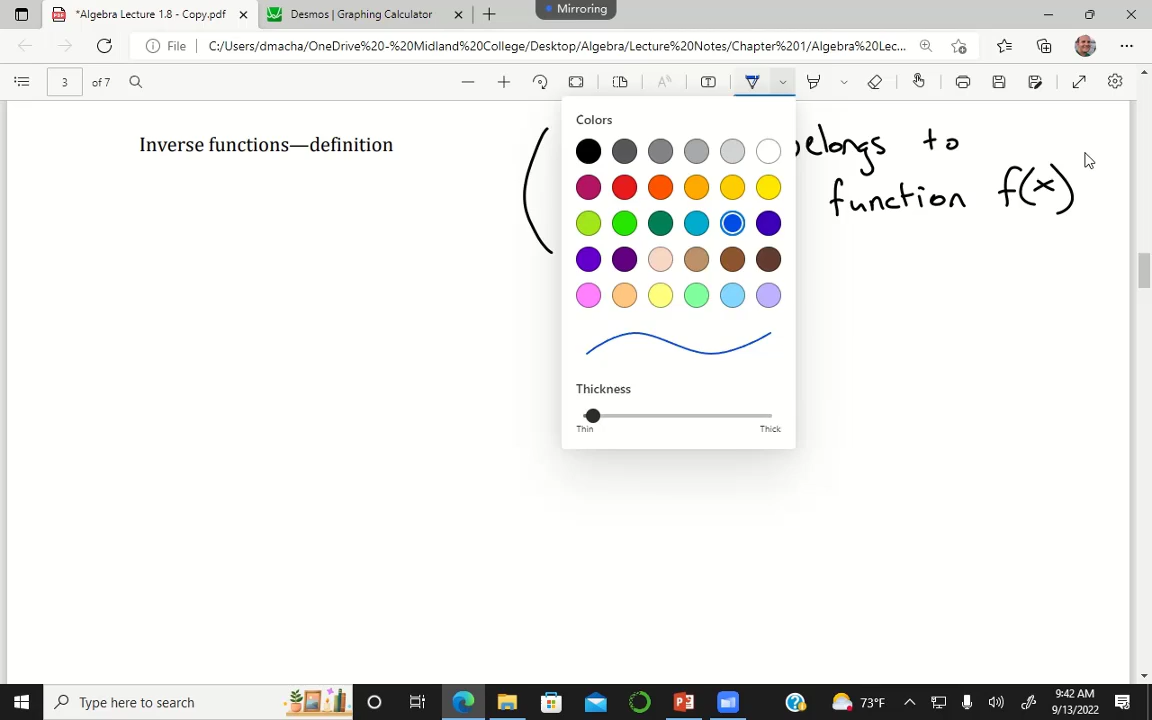 Mirroring
*Algebra Lecture 1.8 - Copy.pdf
Desmos | Graphing Calculator
File
C:/Users/dmacha/OneDrive%20-%20Midland%20College/Desktop/Algebra/Lecture%20Notes/Chapter%201/Algebra%20Lec...
3 of 7
Inverse functions—definition
belongs to
function f(x)
Colors
Thickness
Thin Thick
Type here to search
73°F
9:42 AM
9/13/2022